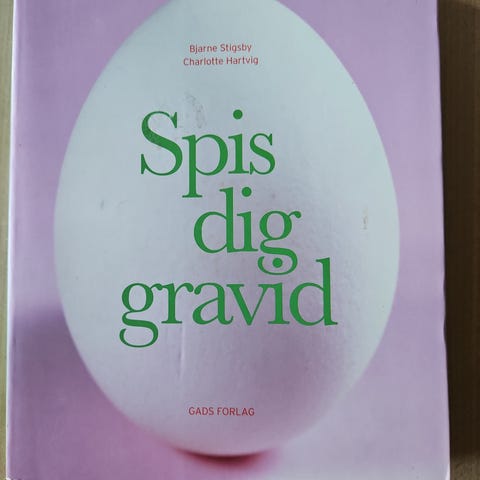 Bjarne Stigsby
Charlotte Hartvig
Spis
dig
gravid
GADS FORLAG